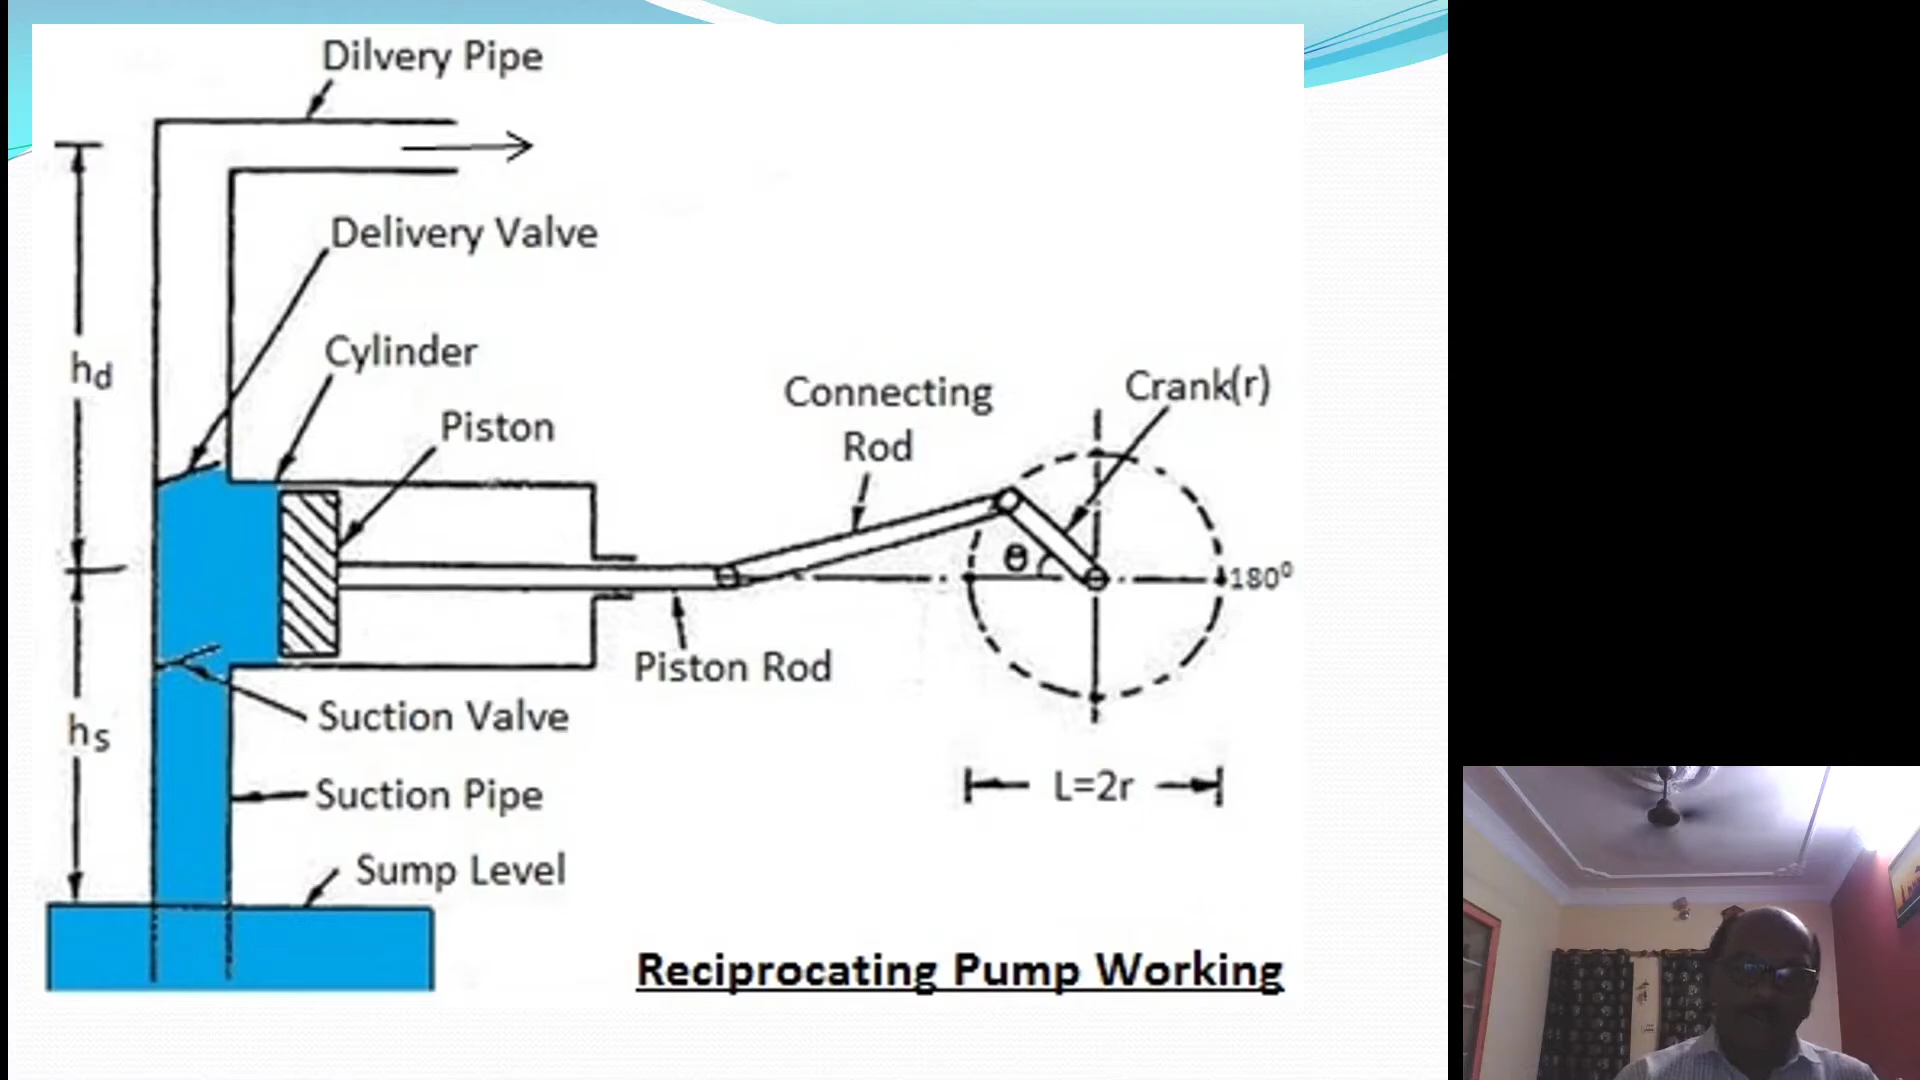 Dilvery Pipe
Delivery Valve
hd
Cylinder
Piston
Connecting
Rod
Crank(r)
θ
180⁰
Piston Rod
Suction Valve
hs
Suction Pipe
L=2r
Sump Level
Reciprocating Pump Working